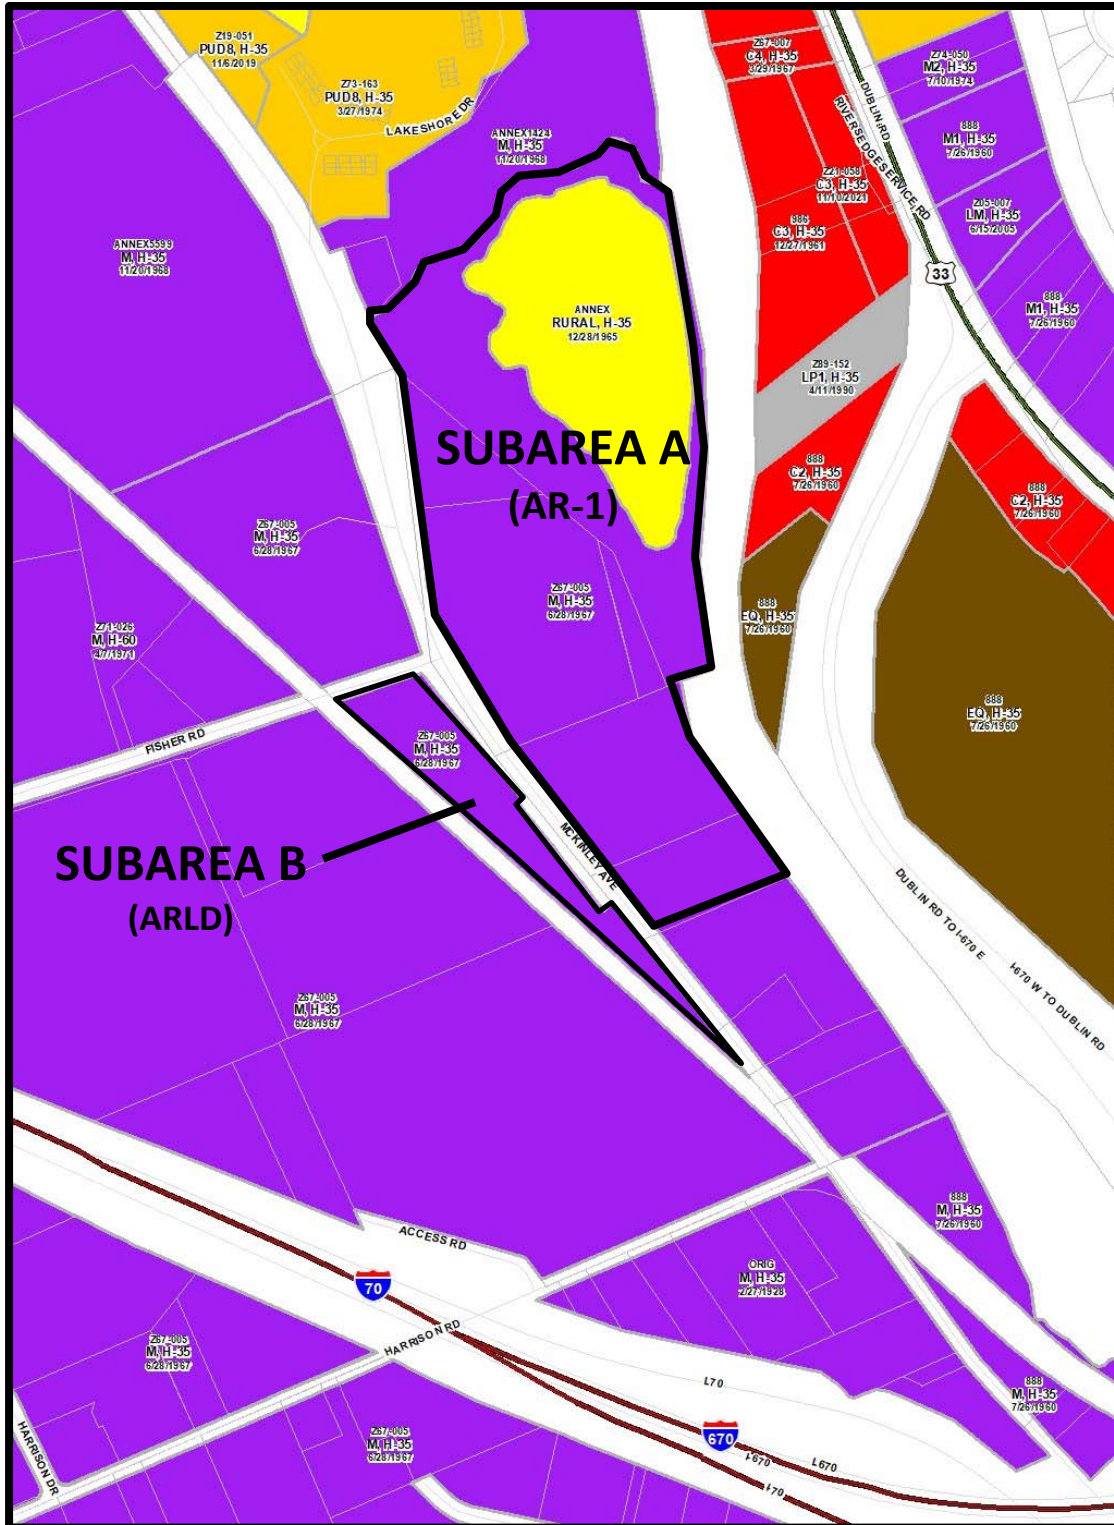 Z19-051
PUD8, H-35
11/6/2019
Z73-163
PUD8, H-35
3/27/1974
LAKESHORE DR
ANNEX1424
M, H-35
11/20/1968
Z67-007
C4, H-35
3/29/1967
DUBLIN RD
RIVERSEDGE SERVICE RD
Z74-050
M2, H-35
7/10/1974
888
M1, H-35
7/26/1960
Z21-058
C3, H-35
11/10/2021
Z05-007
LM, H-35
6/15/2005
986
C3, H-35
12/27/1961
33
888
M1, H-35
7/26/1960
ANNEX5599
M, H-35
11/20/1968
ANNEX
RURAL, H-35
12/28/1965
Z89-152
LP1, H-35
4/11/1990
SUBAREA A
(AR-1)
888
C2, H-35
7/26/1960
888
C2, H-35
7/26/1960
Z67-005
M, H-35
6/28/1967
Z67-005
M, H-35
6/28/1967
888
EQ, H-35
7/26/1960
Z71-026
M, H-60
4/7/1971
888
EQ, H-35
7/26/1960
FISHER RD
Z67-005
M, H-35
6/28/1967
MCKINLEY AVE
SUBAREA B
(ARLD)
DUBLIN RD TO I-670 E
I-670 W TO DUBLIN RD
Z67-005
M, H-35
6/28/1967
888
M, H-35
7/26/1960
ACCESS RD
ORIG
M, H-35
2/27/1928
70
HARRISON RD
Z67-005
M, H-35
6/28/1967
I-70
888
M, H-35
7/26/1960
HARRISON DR
Z67-005
M, H-35
6/28/1967
670
I-670
I-670
I-70